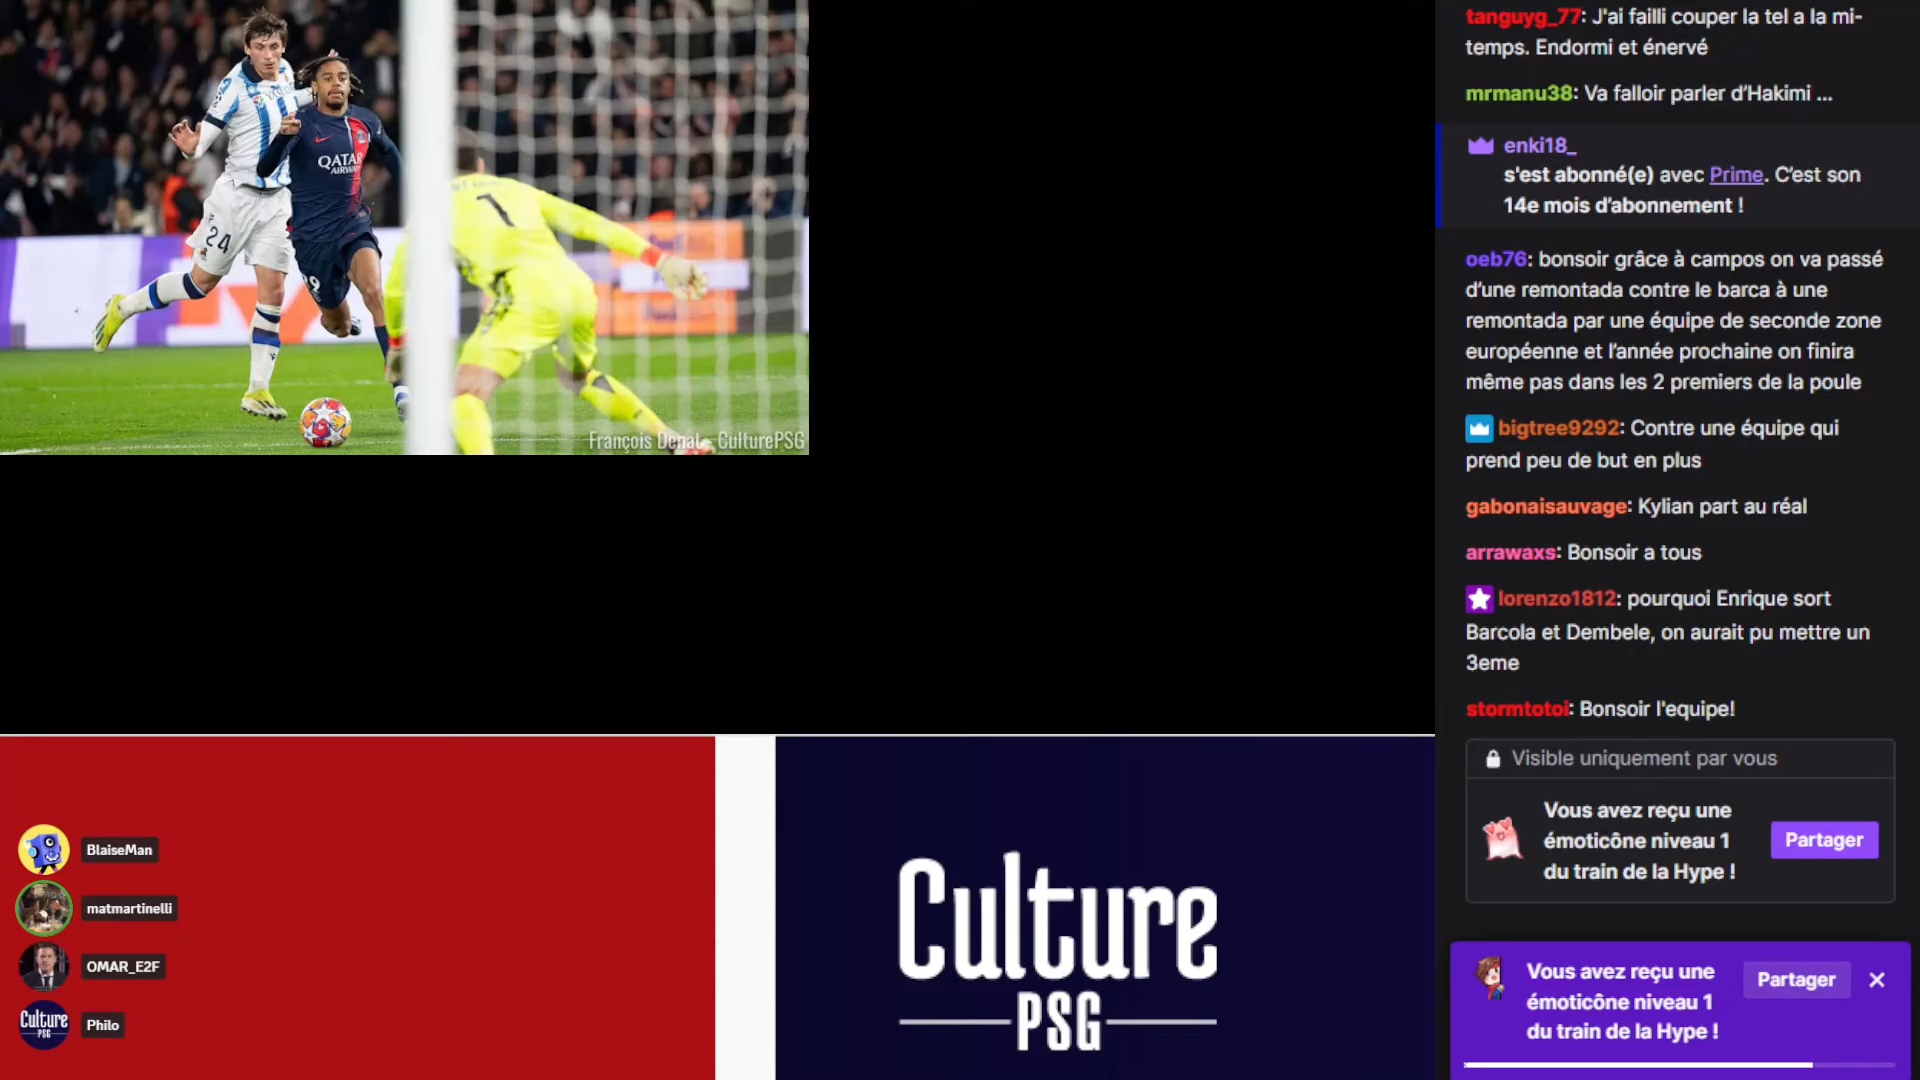 QATAR
AIRWAYS
24
29
1
François Denat - CulturePSG
tanguyg_77: J'ai failli couper la tel a la mi-
temps. Endormi et énervé
mrmanu38: Va falloir parler d’Hakimi ...
enki18_
s'est abonné(e) avec Prime. C’est son
14e mois d’abonnement !
oeb76: bonsoir grâce à campos on va passé
d’une remontada contre le barca à une
remontada par une équipe de seconde zone
européenne et l’année prochaine on finira
même pas dans les 2 premiers de la poule
bigtree9292: Contre une équipe qui
prend peu de but en plus
gabonaisauvage: Kylian part au réal
arrawaxs: Bonsoir a tous
lorenzo1812: pourquoi Enrique sort
Barcola et Dembele, on aurait pu mettre un
3eme
stormtotoi: Bonsoir l'equipe!
Visible uniquement par vous
Vous avez reçu une
émoticône niveau 1
du train de la Hype !
Partager
Vous avez reçu une
émoticône niveau 1
du train de la Hype !
Partager
BlaiseMan
matmartinelli
OMAR_E2F
Culture
PSG
Philo
Culture
PSG